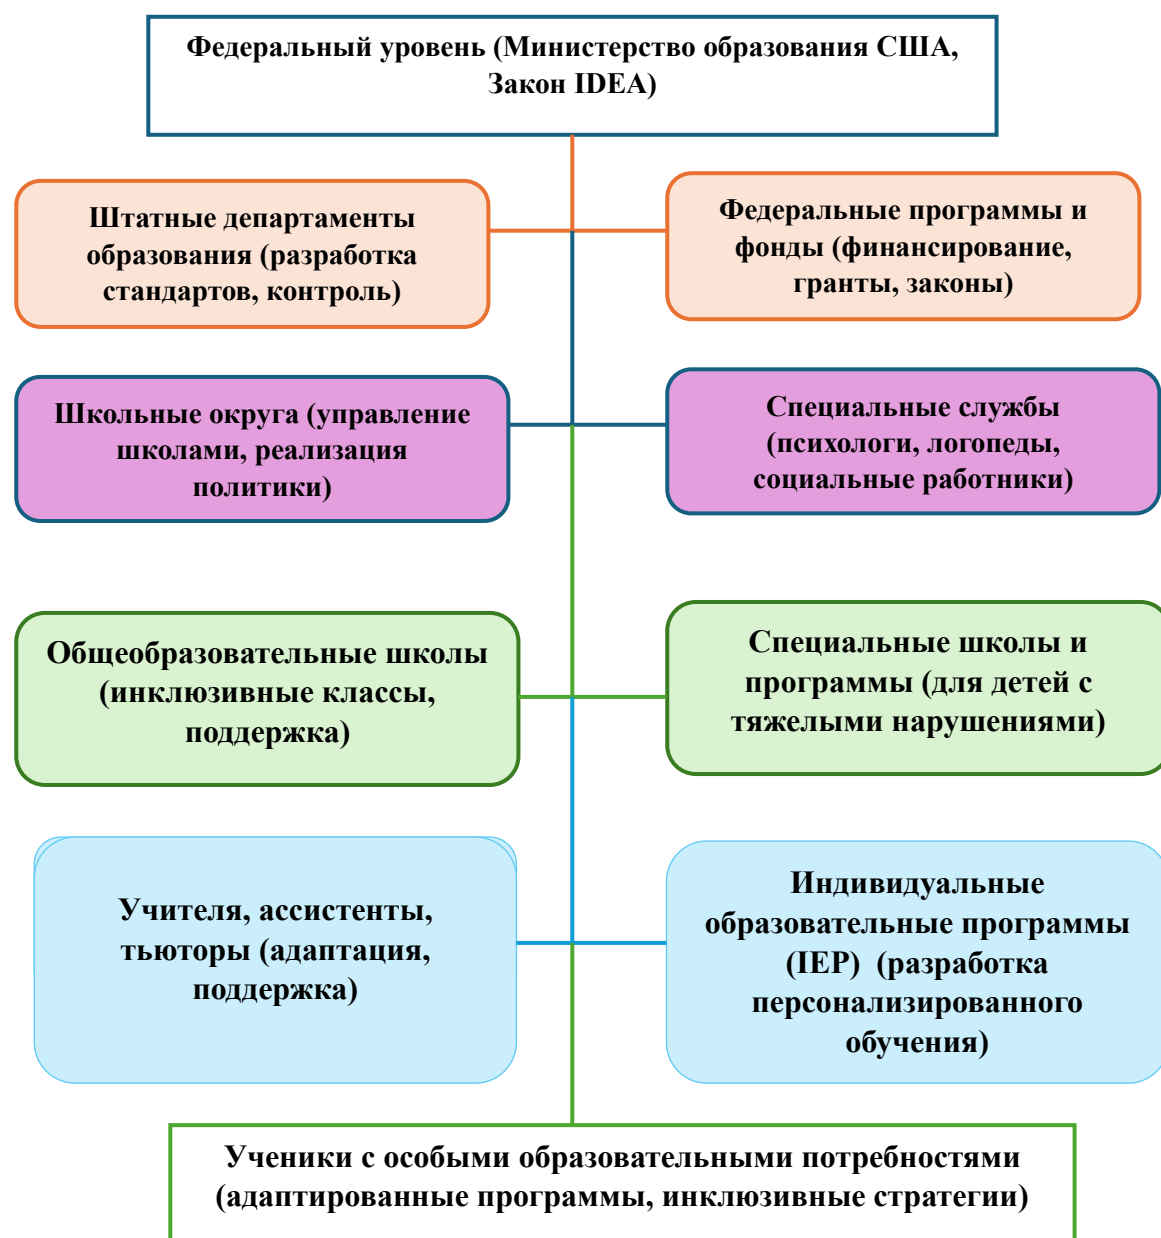 Федеральный уровень (Министерство образования США,
Закон IDEA)
Штатные департаменты
образования (разработка
стандартов, контроль)
Федеральные программы и
фонды (финансирование,
гранты, законы)
Школьные округа (управление
школами, реализация
политики)
Специальные службы
(психологи, логопеды,
социальные работники)
Общеобразовательные школы
(инклюзивные классы,
поддержка)
Специальные школы и
программы (для детей с
тяжелыми нарушениями)
Учителя, ассистенты,
тьюторы (адаптация,
поддержка)
Индивидуальные
образовательные программы
(IEP) (разработка
персонализированного
обучения)
Ученики с особыми образовательными потребностями
(адаптированные программы, инклюзивные стратегии)